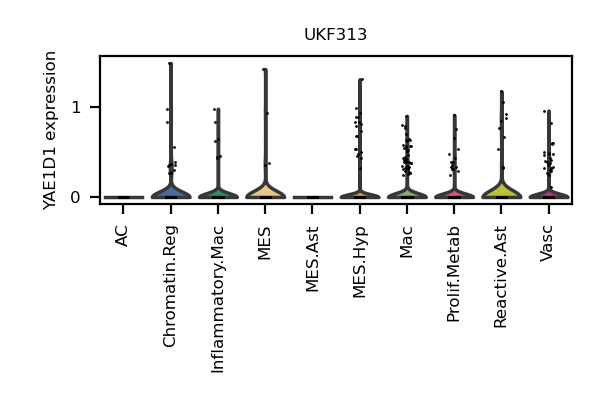 UKF313
YAE1D1 expression
1
0
AC
Chromatin.Reg
Inflammatory.Mac
MES
MES.Ast
MES.Hyp
Mac
Prolif.Metab
Reactive.Ast
Vasc